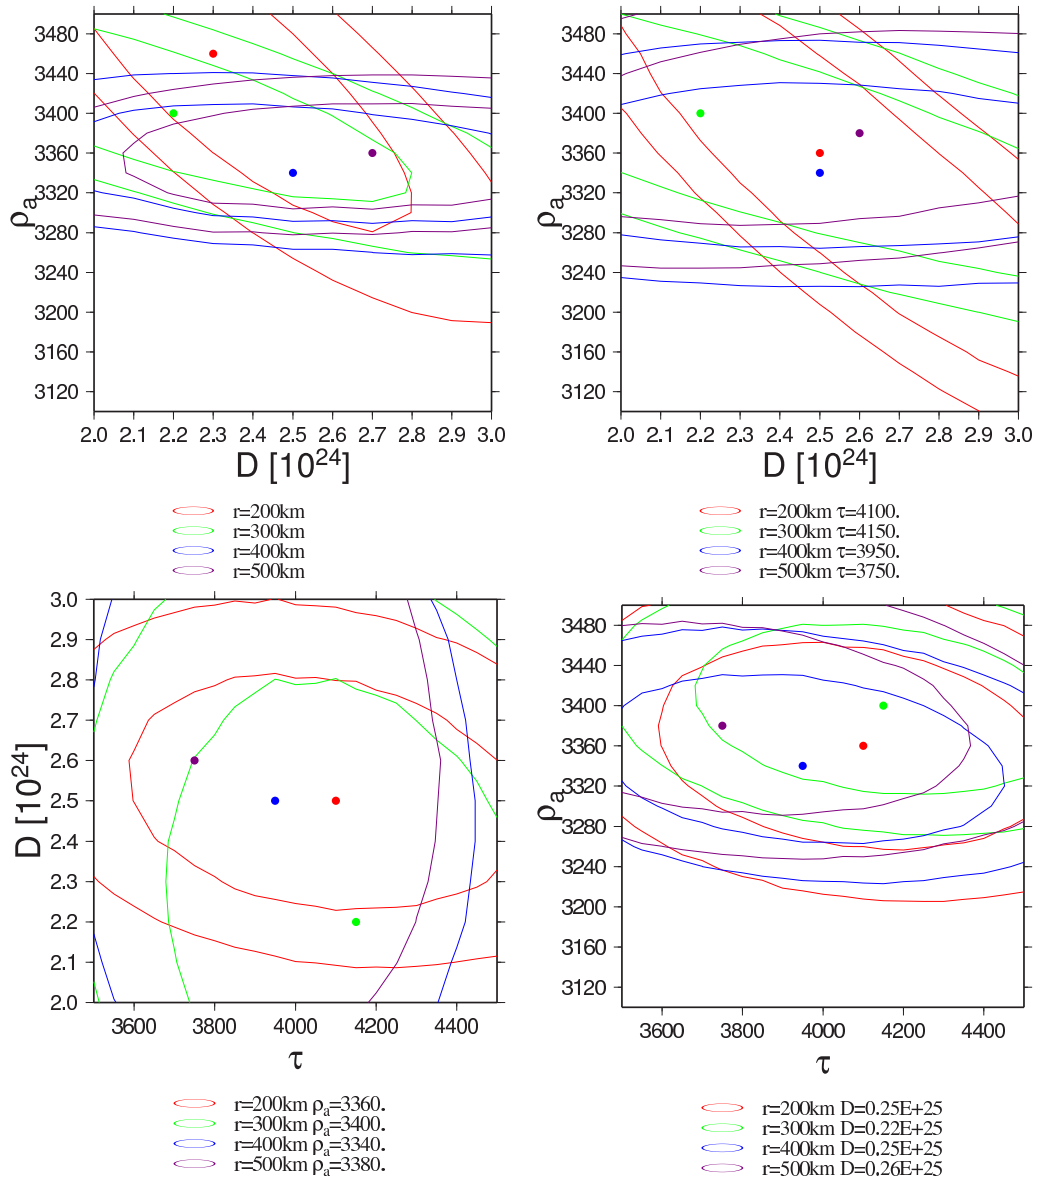 3480
3440
3400
3360
3320
3280
3240
3200
3160
3120
ρa
2.0 2.1 2.2 2.3 2.4 2.5 2.6 2.7 2.8 2.9 3.0
D [10²⁴]
r=200km
r=300km
r=400km
r=500km
3480
3440
3400
3360
3320
3280
3240
3200
3160
3120
ρa
2.0 2.1 2.2 2.3 2.4 2.5 2.6 2.7 2.8 2.9 3.0
D [10²⁴]
r=200km τ=4100.
r=300km τ=4150.
r=400km τ=3950.
r=500km τ=3750.
3.0
2.9
2.8
2.7
2.6
2.5
2.4
2.3
2.2
2.1
2.0
D [10²⁴]
3600 3800 4000 4200 4400
τ
r=200km ρa=3360.
r=300km ρa=3400.
r=400km ρa=3340.
r=500km ρa=3380.
3480
3440
3400
3360
3320
3280
3240
3200
3160
3120
ρa
3600 3800 4000 4200 4400
τ
r=200km D=0.25E+25
r=300km D=0.22E+25
r=400km D=0.25E+25
r=500km D=0.26E+25